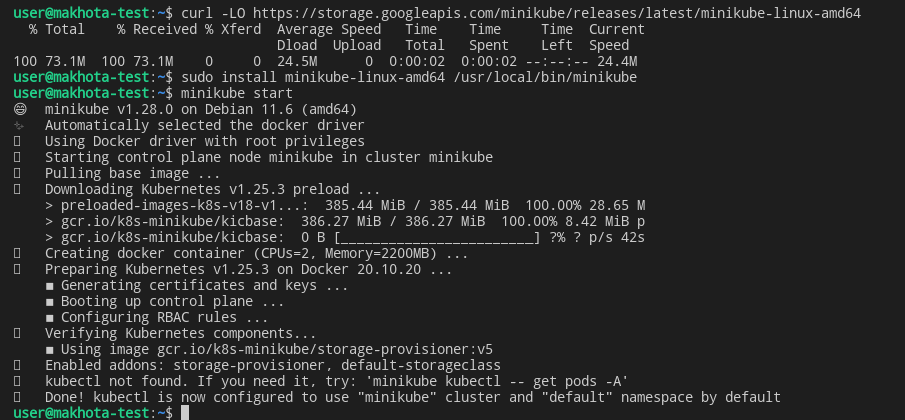 user@makhota-test:~$ curl -LO https://storage.googleapis.com/minikube/releases/latest/minikube-linux-amd64
  % Total    % Received % Xferd  Average Speed   Time    Time     Time  Current
                                 Dload  Upload   Total   Spent    Left  Speed
100 73.1M  100 73.1M    0     0  24.5M      0  0:00:02  0:00:02 --:--:-- 24.4M
user@makhota-test:~$ sudo install minikube-linux-amd64 /usr/local/bin/minikube
user@makhota-test:~$ minikube start
😄  minikube v1.28.0 on Debian 11.6 (amd64)
✨  Automatically selected the docker driver
▯  Using Docker driver with root privileges
▯  Starting control plane node minikube in cluster minikube
▯  Pulling base image ...
▯  Downloading Kubernetes v1.25.3 preload ...
    > preloaded-images-k8s-v18-v1...:  385.44 MiB / 385.44 MiB  100.00% 28.65 M
    > gcr.io/k8s-minikube/kicbase:  386.27 MiB / 386.27 MiB  100.00% 8.42 MiB p
    > gcr.io/k8s-minikube/kicbase:  0 B [________________________] ?% ? p/s 42s
▯  Creating docker container (CPUs=2, Memory=2200MB) ...
▯  Preparing Kubernetes v1.25.3 on Docker 20.10.20 ...
    ▪ Generating certificates and keys ...
    ▪ Booting up control plane ...
    ▪ Configuring RBAC rules ...
▯  Verifying Kubernetes components...
    ▪ Using image gcr.io/k8s-minikube/storage-provisioner:v5
▯  Enabled addons: storage-provisioner, default-storageclass
▯  kubectl not found. If you need it, try: 'minikube kubectl -- get pods -A'
▯  Done! kubectl is now configured to use "minikube" cluster and "default" namespace by default
user@makhota-test:~$